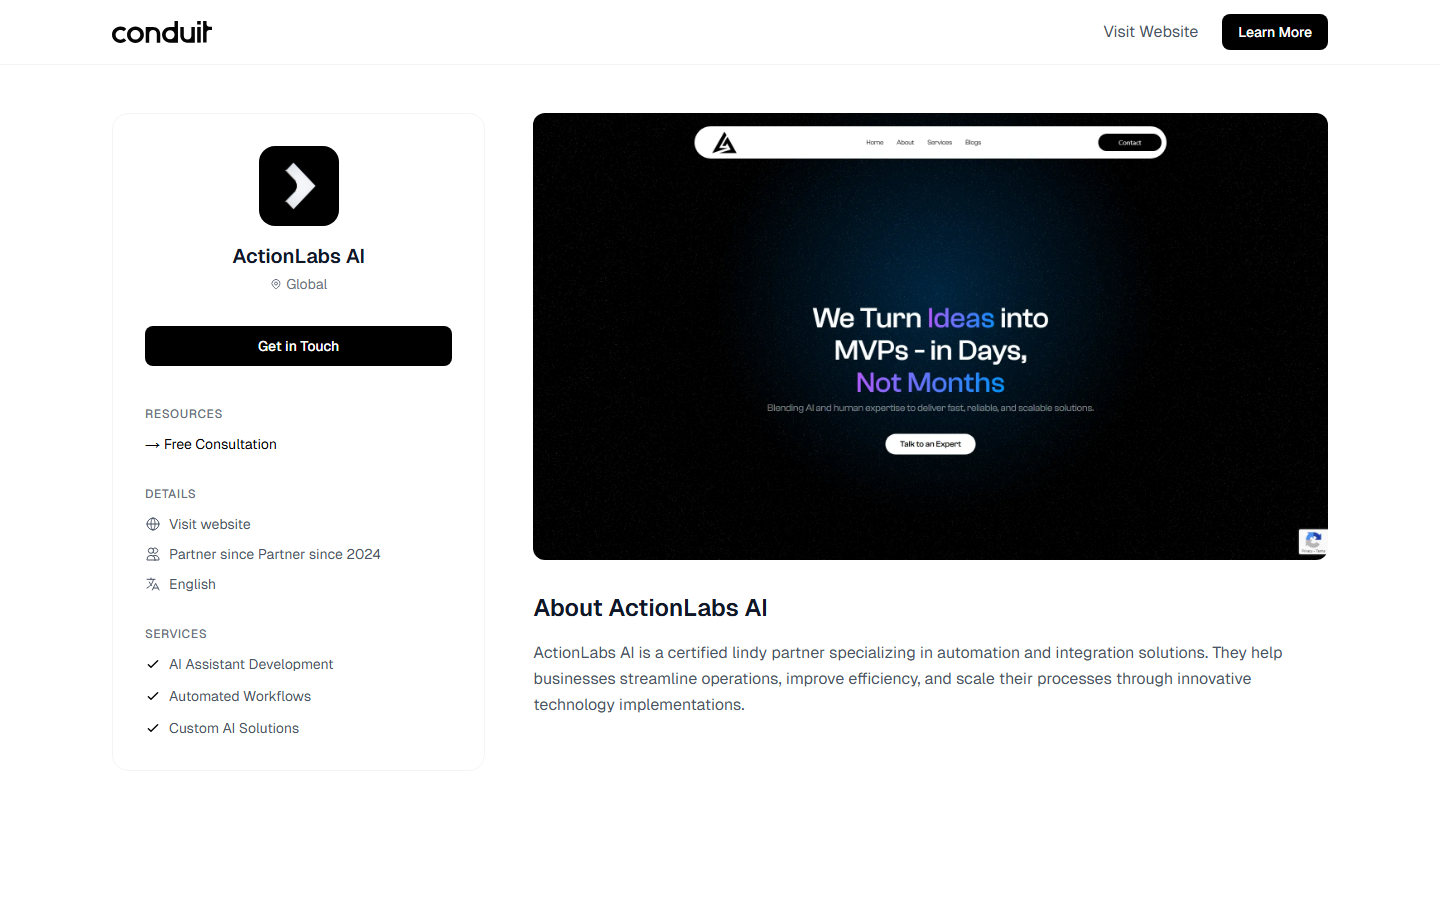 conduit
Visit Website
Learn More
ActionLabs AI
Global
Get in Touch
RESOURCES
→ Free Consultation
DETAILS
Visit website
Partner since Partner since 2024
English
SERVICES
AI Assistant Development
Automated Workflows
Custom AI Solutions
Home About Services Blogs
Contact
We Turn Ideas into
MVPs - in Days,
Not Months
Blending AI and human expertise to deliver fast, reliable, and scalable solutions.
Talk to an Expert
About ActionLabs AI
ActionLabs AI is a certified lindy partner specializing in automation and integration solutions. They help
businesses streamline operations, improve efficiency, and scale their processes through innovative
technology implementations.